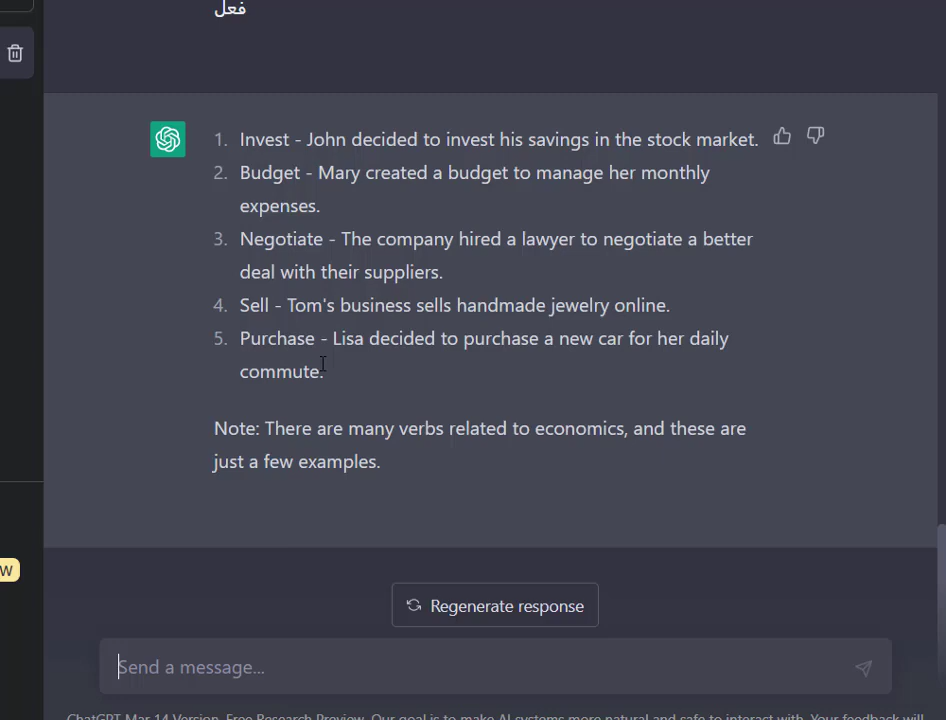 فعل
1. Invest - John decided to invest his savings in the stock market.
2. Budget - Mary created a budget to manage her monthly
expenses.
3. Negotiate - The company hired a lawyer to negotiate a better
deal with their suppliers.
4. Sell - Tom's business sells handmade jewelry online.
5. Purchase - Lisa decided to purchase a new car for her daily
commute.
Note: There are many verbs related to economics, and these are
just a few examples.
W
Regenerate response
Send a message...
ChatGPT Mar 14 Version. Free Research Preview. Our goal is to make AI systems more natural and safe to interact with. Your feedback will